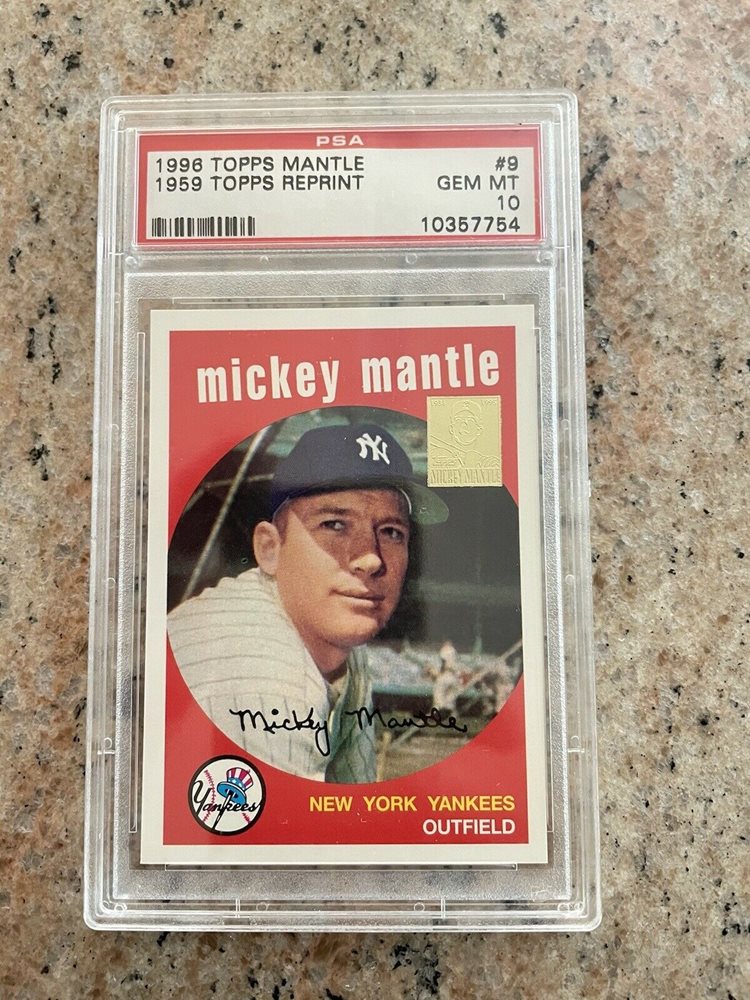 PSA
1996 TOPPS MANTLE #9
1959 TOPPS REPRINT GEM MT
10
10357754
mickey mantle
MICKEY MANTLE
NY
Mickey Mantle
Yankees
NEW YORK YANKEES
OUTFIELD